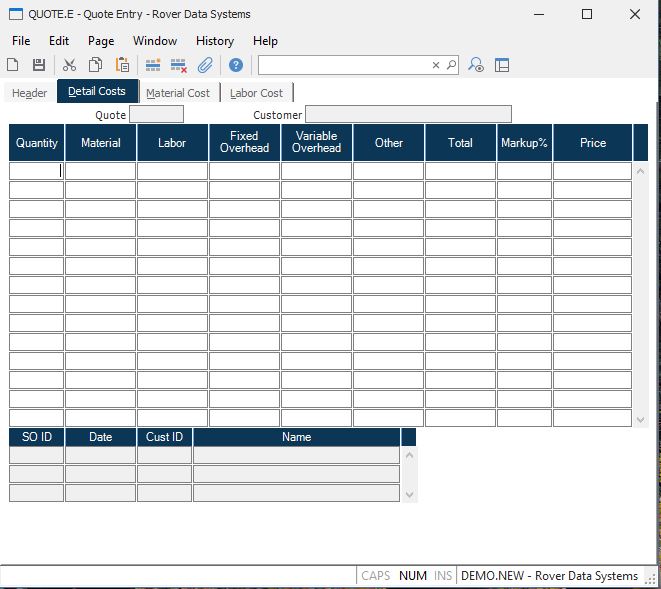 QUOTE.E - Quote Entry - Rover Data Systems
File Edit Page Window History Help
Header Detail Costs Material Cost Labor Cost
Quote Customer
Quantity Material Labor Fixed Overhead Variable Overhead Other Total Markup% Price
SO ID Date Cust ID Name
CAPS NUM INS DEMO.NEW - Rover Data Systems